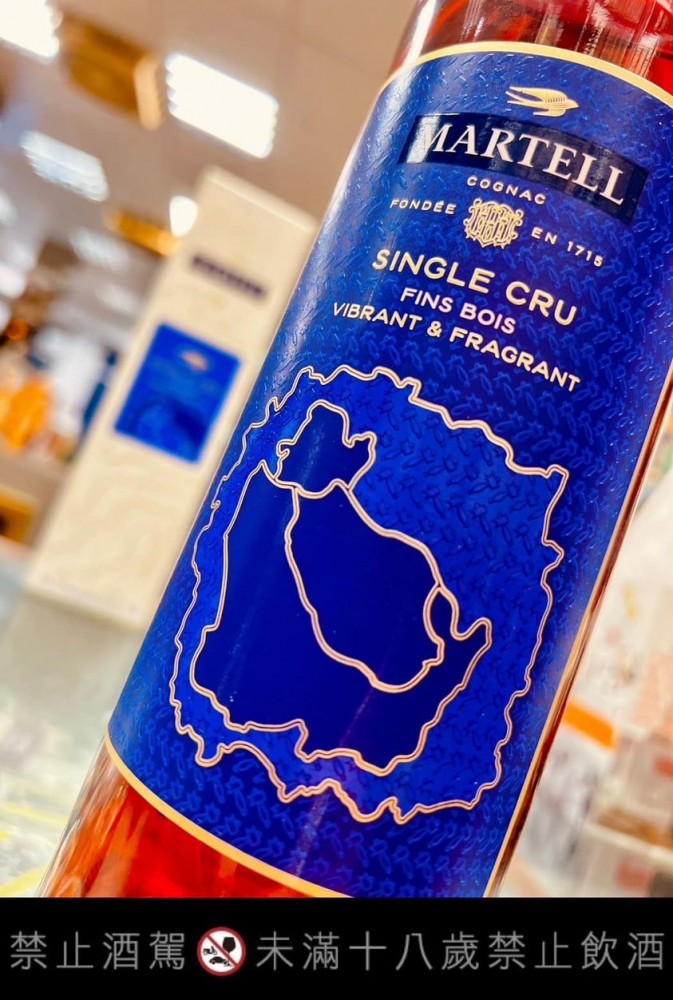 MARTELL
COGNAC
FONDÉE EN 1715
SINGLE CRU
FINS BOIS
VIBRANT & FRAGRANT
禁止酒駕 未滿十八歲禁止飲酒